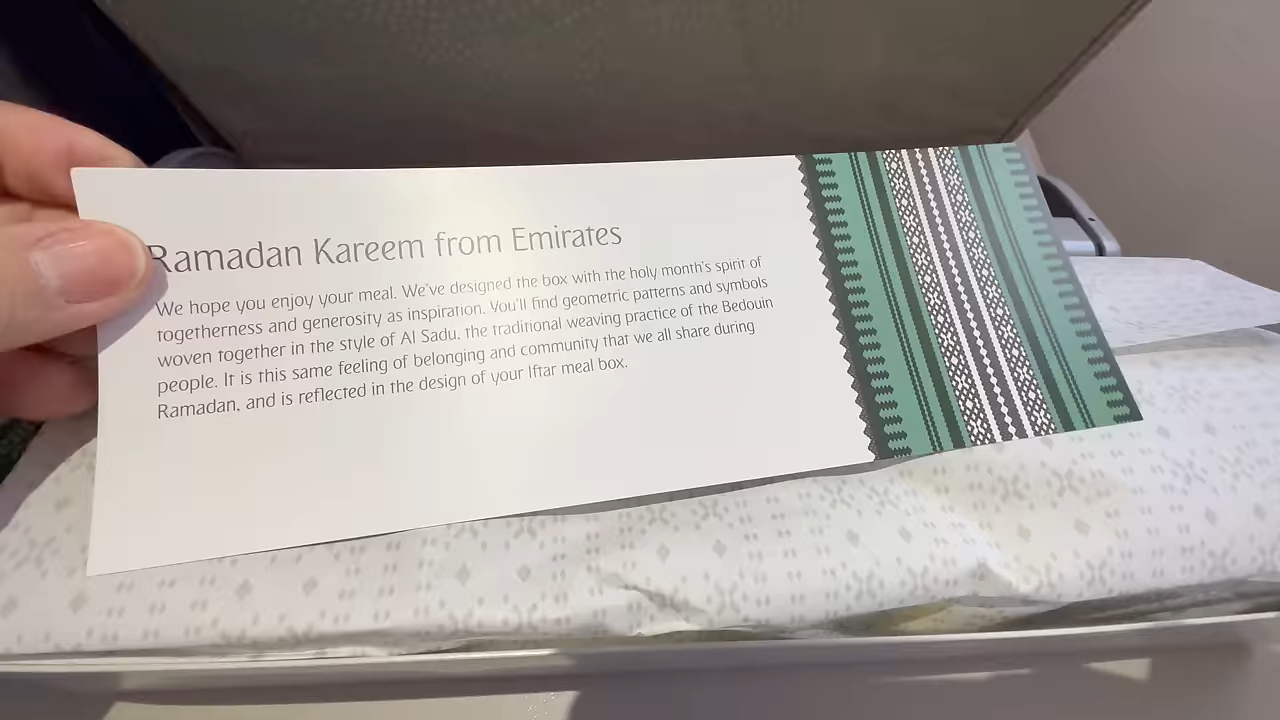 Ramadan Kareem from Emirates
We hope you enjoy your meal. We've designed the box with the holy month's spirit of
togetherness and generosity as inspiration. You'll find geometric patterns and symbols
woven together in the style of Al Sadu, the traditional weaving practice of the Bedouin
people. It is this same feeling of belonging and community that we all share during
Ramadan, and is reflected in the design of your Iftar meal box.